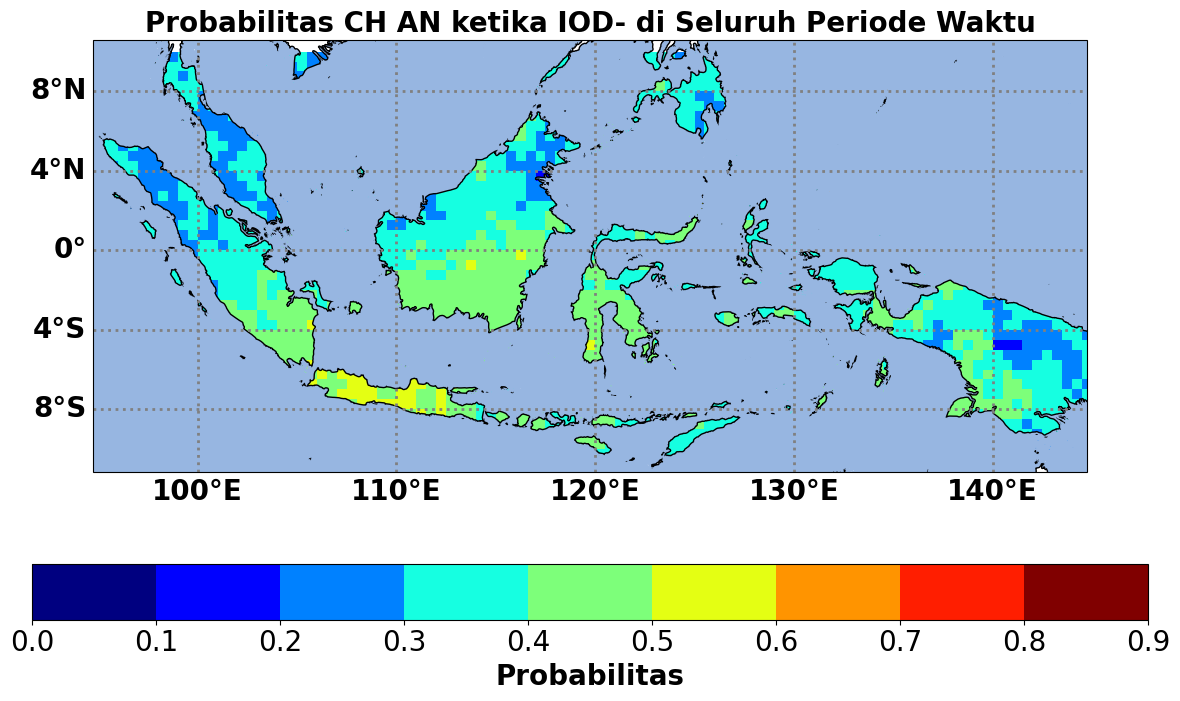 Probabilitas CH AN ketika IOD- di Seluruh Periode Waktu
8°N
4°N
0°
4°S
8°S
100°E 110°E 120°E 130°E 140°E
0.0 0.1 0.2 0.3 0.4 0.5 0.6 0.7 0.8 0.9
Probabilitas